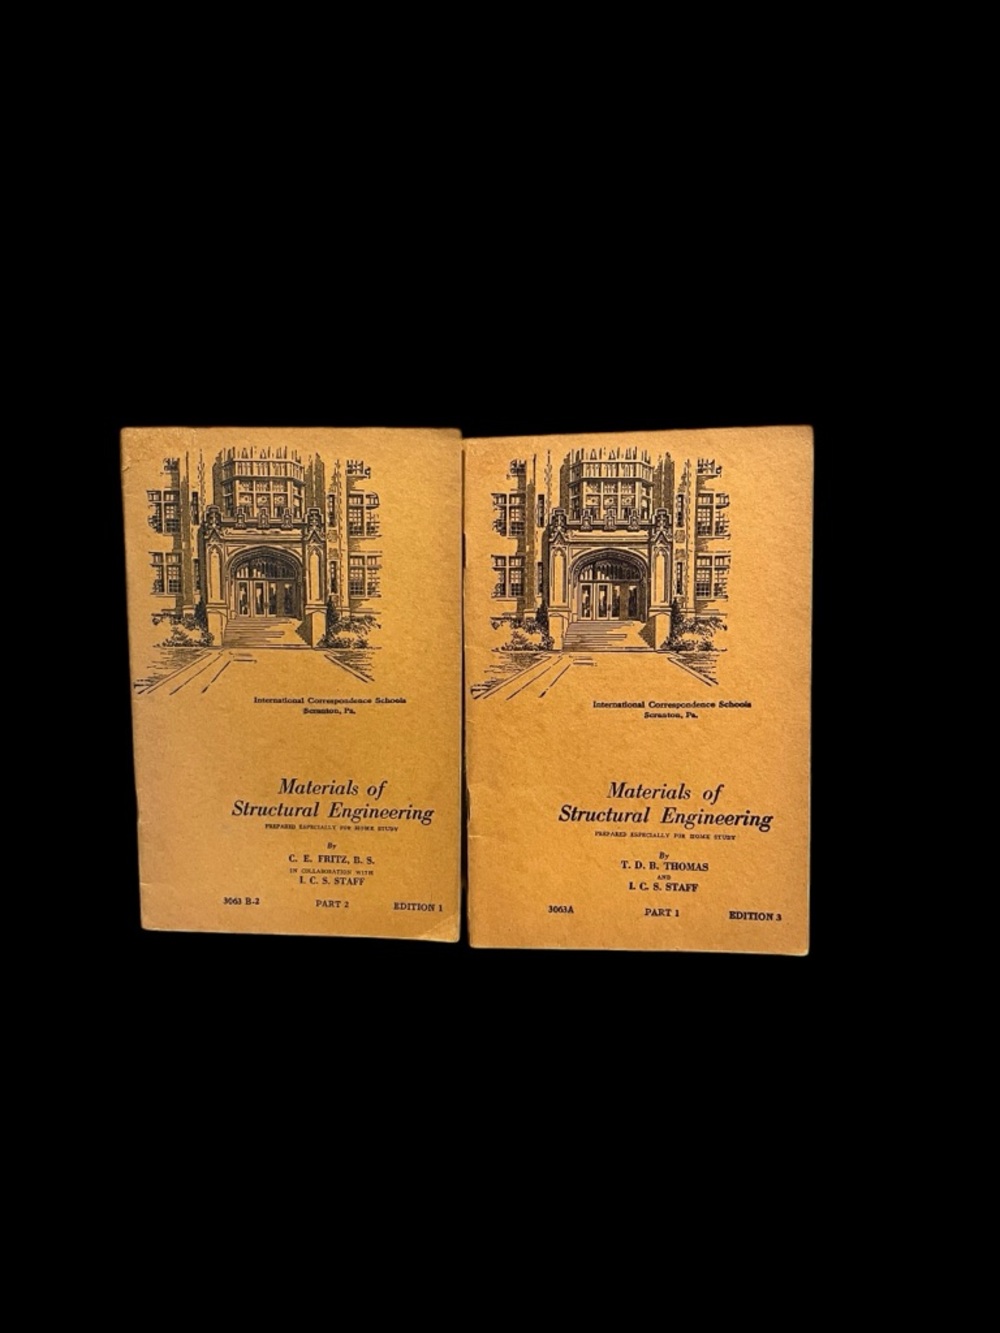 International Correspondence Schools
Scranton, Pa.
Materials of
Structural Engineering
PREPARED ESPECIALLY FOR HOME STUDY
By
C. E. FRITZ, B. S.
IN COLLABORATION WITH
I. C. S. STAFF
3063 B-2 PART 2 EDITION 1
International Correspondence Schools
Scranton, Pa.
Materials of
Structural Engineering
PREPARED ESPECIALLY FOR HOME STUDY
By
T. D. B. THOMAS
AND
I. C. S. STAFF
3063A PART 1 EDITION 3